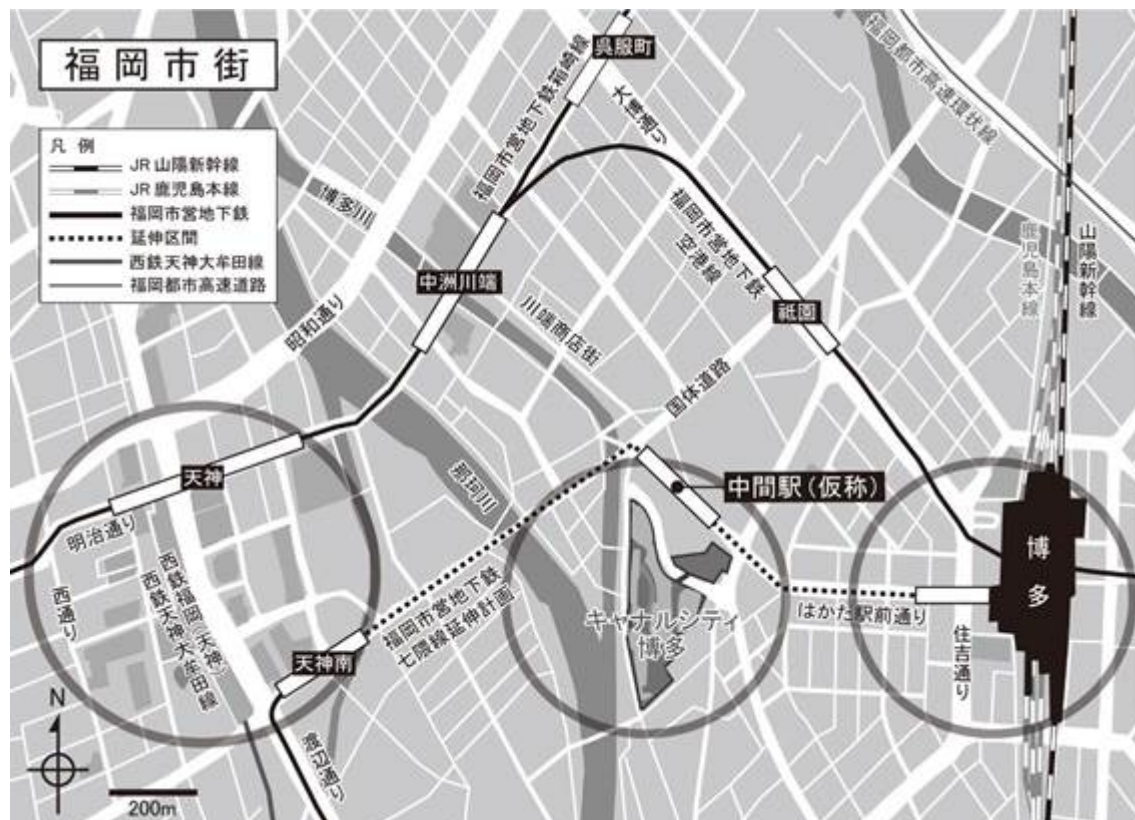 福岡市街
凡例
JR山陽新幹線
JR鹿児島本線
福岡市営地下鉄
延伸区間
西鉄天神大牟田線
福岡都市高速道路
呉服町
大博通り
福岡都市高速環状線
福岡市営地下鉄箱崎線
博多川
福岡市営地下鉄
空港線
鹿児島本線
山陽新幹線
中洲川端
祇園
昭和通り
川端商店街
国体道路
天神
那珂川
中間駅(仮称)
明治通り
博多
西通り
西鉄福岡(天神)
西鉄天神大牟田線
福岡市営地下鉄
七隈線延伸計画
キャナルシティ
博多
はかた駅前通り
住吉通り
天神南
渡辺通り
N
200m